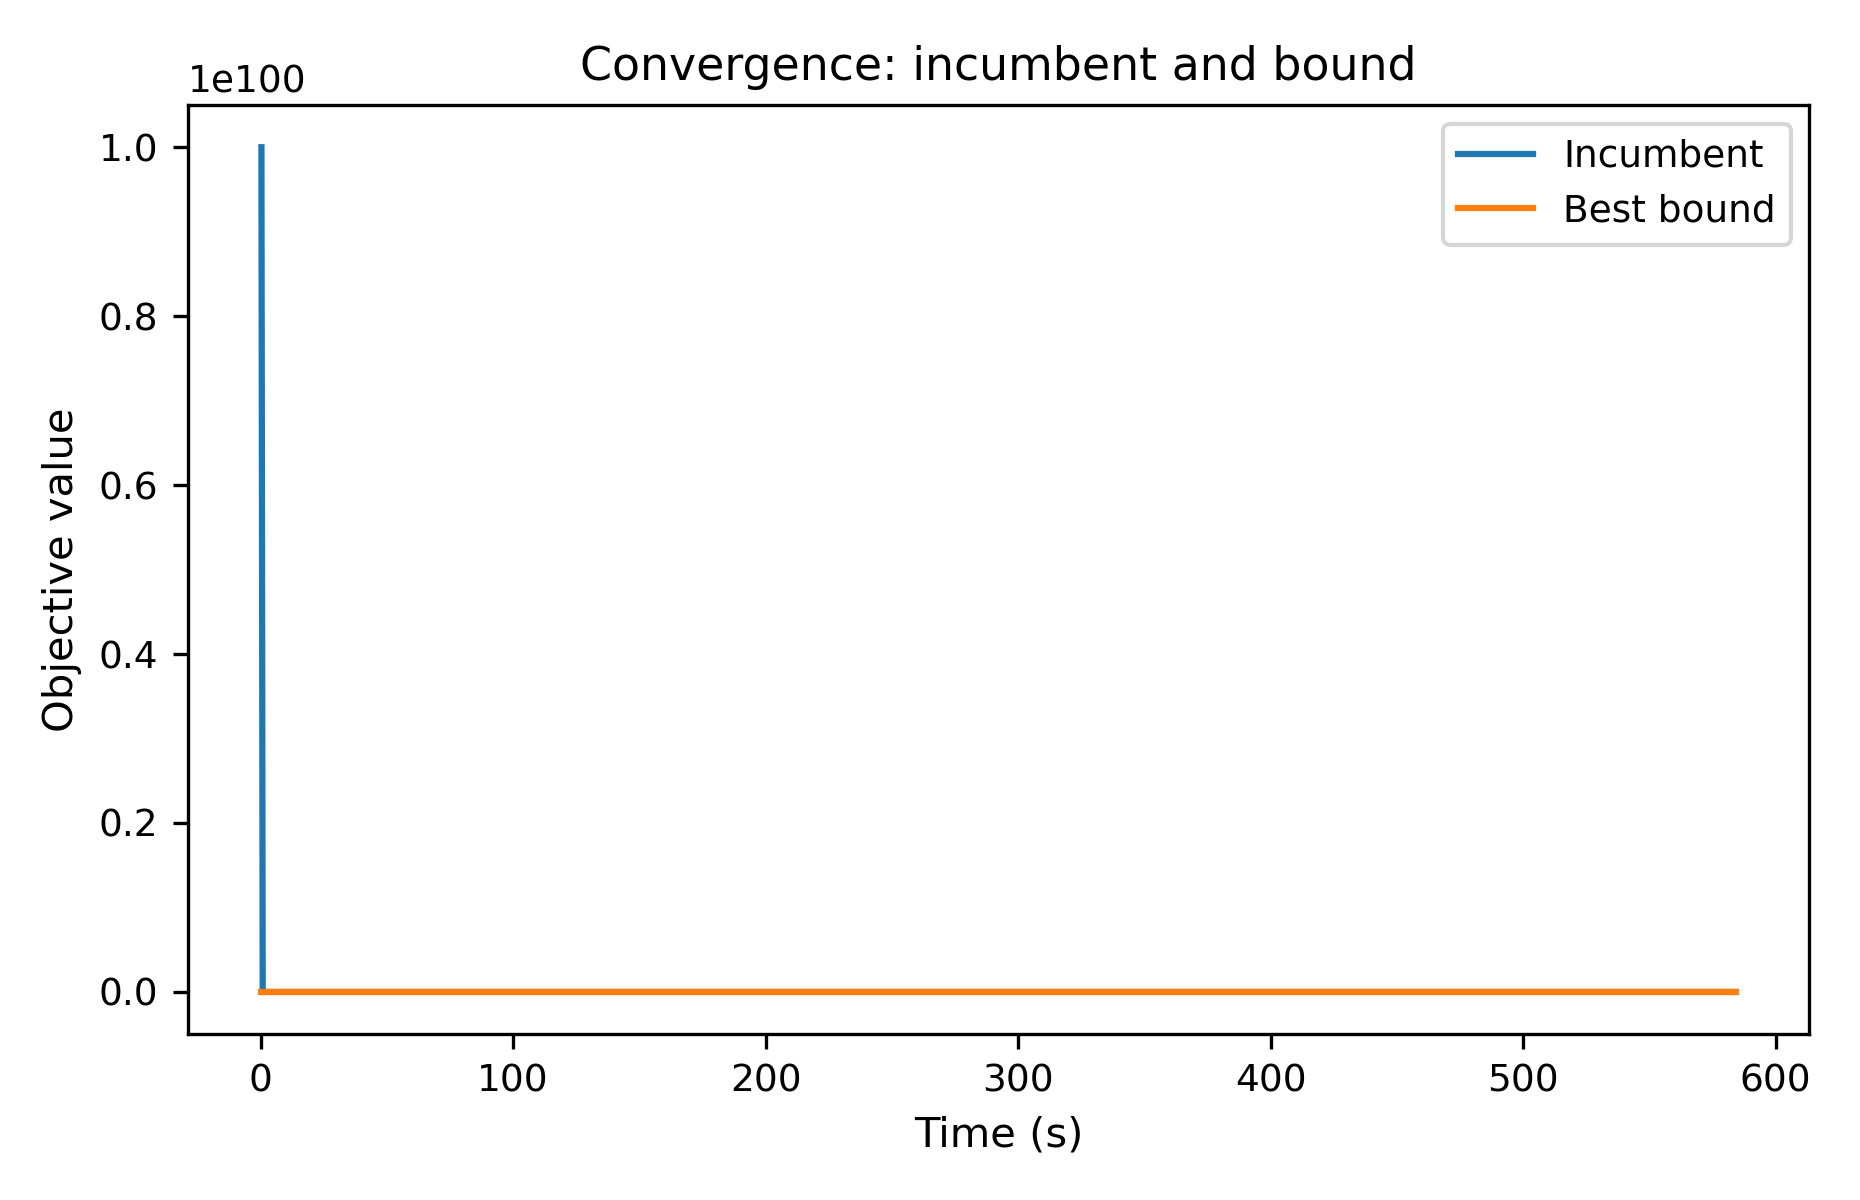 Convergence: incumbent and bound
1e100
1.0
0.8
0.6
0.4
0.2
0.0
Objective value
Incumbent
Best bound
0 100 200 300 400 500 600
Time (s)